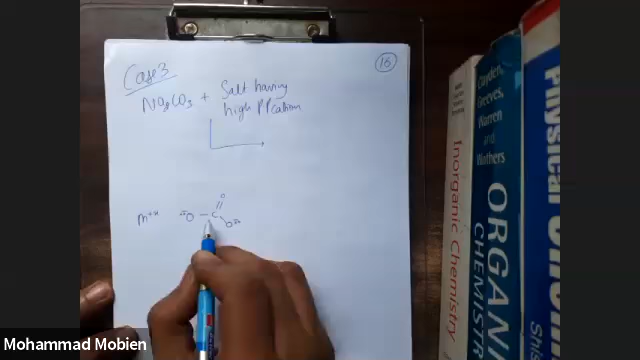 16
Case 3
Na2CO3 + Salt having
high PP cation
M+x
O
C
O
O
Inorganic Chemistry
Clayden,
Greeves,
Warren
and
Wothers
ORGANIC
CHEMISTRY
Physical
Mohammad Mobien